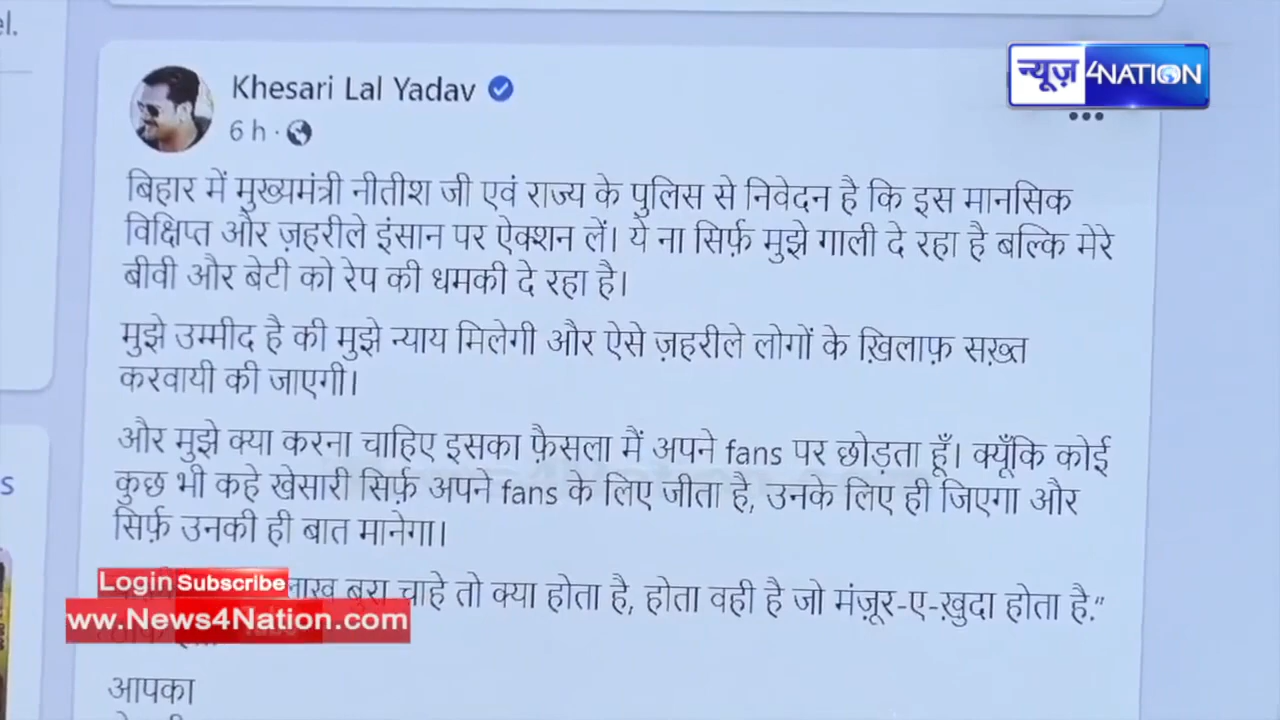 el.
न्यूज़ 4NATION
Khesari Lal Yadav
6 h
बिहार में मुख्यमंत्री नीतीश जी एवं राज्य के पुलिस से निवेदन है कि इस मानसिक
विक्षिप्त और ज़हरीले इंसान पर ऐक्शन लें। ये ना सिर्फ़ मुझे गाली दे रहा है बल्कि मेरे
बीवी और बेटी को रेप की धमकी दे रहा है।
मुझे उम्मीद है की मुझे न्याय मिलेगी और ऐसे ज़हरीले लोगों के ख़िलाफ़ सख़्त
करवायी की जाएगी।
और मुझे क्या करना चाहिए इसका फ़ैसला मैं अपने fans पर छोड़ता हूँ। क्यूँकि कोई
कुछ भी कहे खेसारी सिर्फ़ अपने fans के लिए जीता है, उनके लिए ही जिएगा और
सिर्फ़ उनकी ही बात मानेगा।
लाख बुरा चाहे तो क्या होता है, होता वही है जो मंज़ूर-ए-ख़ुदा होता है.”
Login Subscribe
www.News4Nation.com
आपका
s